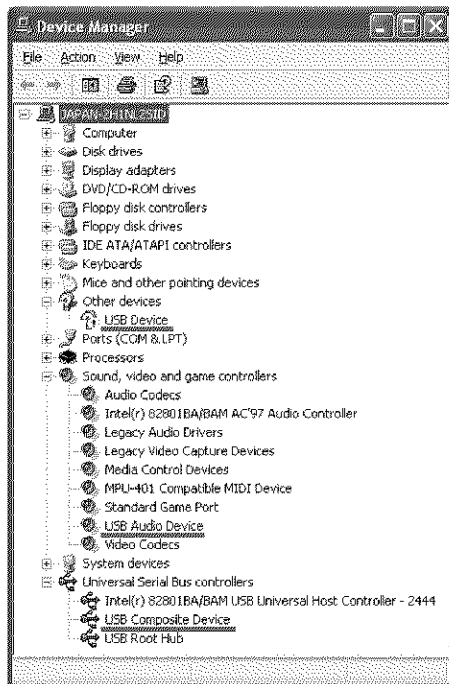 Device Manager
File Action View Help
JAPAN-2H1NL2SID
Computer
Disk drives
Display adapters
DVD/CD-ROM drives
Floppy disk controllers
Floppy disk drives
IDE ATA/ATAPI controllers
Keyboards
Mice and other pointing devices
Other devices
USB Device
Ports (COM & LPT)
Processors
Sound, video and game controllers
Audio Codecs
Intel(r) 82801BA/BAM AC'97 Audio Controller
Legacy Audio Drivers
Legacy Video Capture Devices
Media Control Devices
MPU-401 Compatible MIDI Device
Standard Game Port
USB Audio Device
Video Codecs
System devices
Universal Serial Bus controllers
Intel(r) 82801BA/BAM USB Universal Host Controller - 2444
USB Composite Device
USB Root Hub